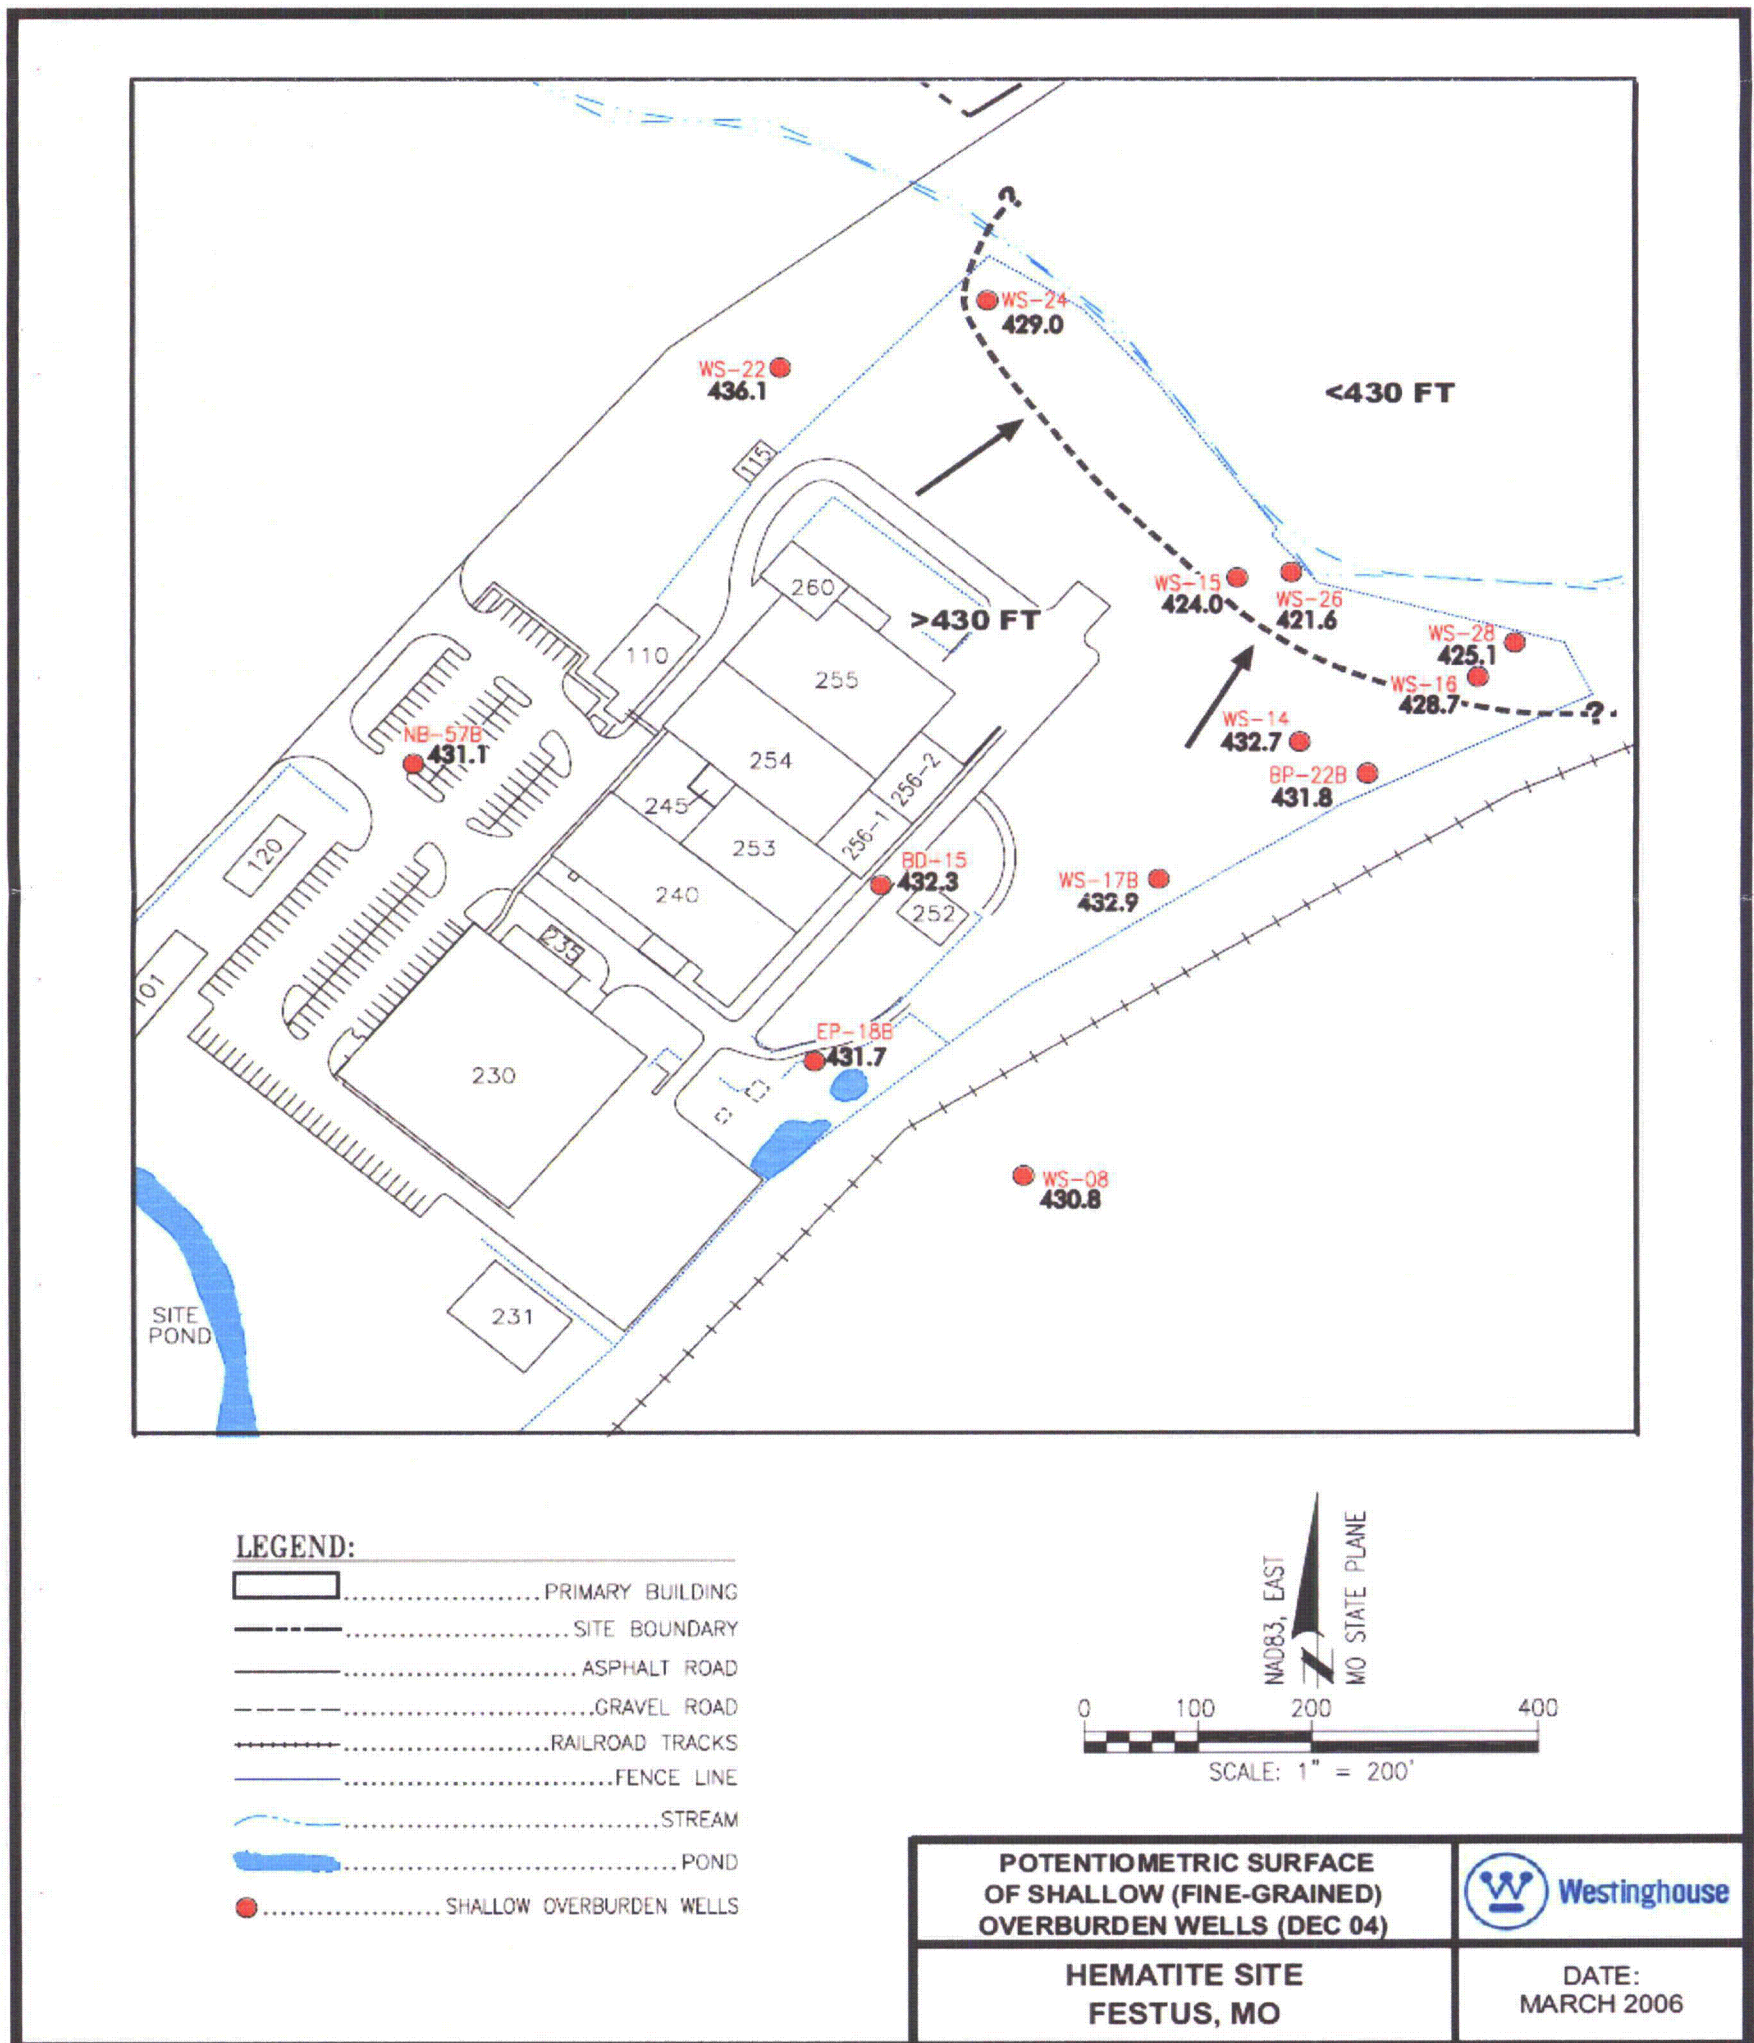 ?
WS-24
429.0
WS-22
436.1
<430 FT
115
WS-15
424.0
WS-26
421.6
260
>430 FT
WS-28
425.1
110
255
WS-16
428.7
?
WS-14
432.7
NB-57B
431.1
254
256-2
BP-22B
431.8
245
256-1
253
120
BD-15
432.3
WS-17B
432.9
240
252
235
101
EP-18B
431.7
230
WS-08
430.8
SITE
POND
231
LEGEND:
PRIMARY BUILDING
SITE BOUNDARY
ASPHALT ROAD
GRAVEL ROAD
RAILROAD TRACKS
FENCE LINE
STREAM
POND
SHALLOW OVERBURDEN WELLS
NAD83, EAST
MO STATE PLANE
0 100 200 400
SCALE: 1" = 200'
POTENTIOMETRIC SURFACE
OF SHALLOW (FINE-GRAINED)
OVERBURDEN WELLS (DEC 04)
Westinghouse
HEMATITE SITE
FESTUS, MO
DATE:
MARCH 2006